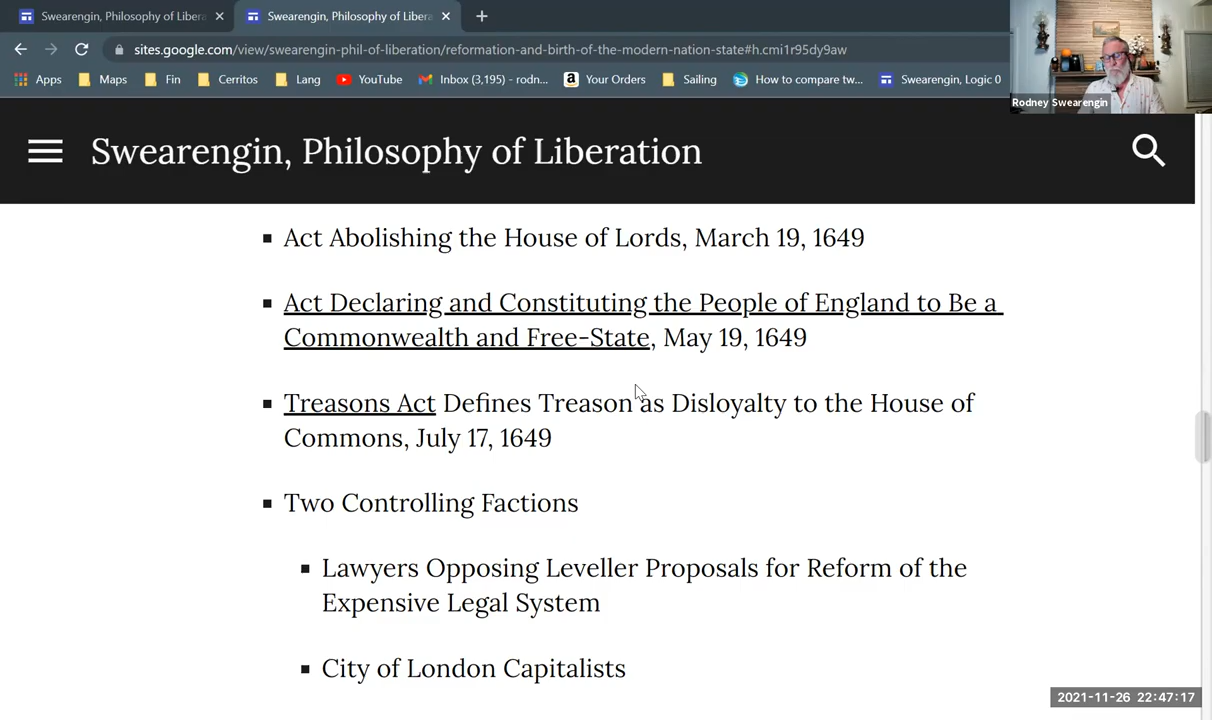 Swearengin, Philosophy of Libera
Swearengin, Philosophy of Libera
sites.google.com/view/swearengin-phil-of-liberation/reformation-and-birth-of-the-modern-nation-state#h.cmi1r95dy9aw
Apps Maps Fin Cerritos Lang YouTube Inbox (3,195) - rodn... Your Orders Sailing How to compare tw... Swearengin, Logic 0
Rodney Swearengin
Swearengin, Philosophy of Liberation
Act Abolishing the House of Lords, March 19, 1649
Act Declaring and Constituting the People of England to Be a
Commonwealth and Free-State, May 19, 1649
Treasons Act Defines Treason as Disloyalty to the House of
Commons, July 17, 1649
Two Controlling Factions
Lawyers Opposing Leveller Proposals for Reform of the
Expensive Legal System
City of London Capitalists
2021-11-26 22:47:17